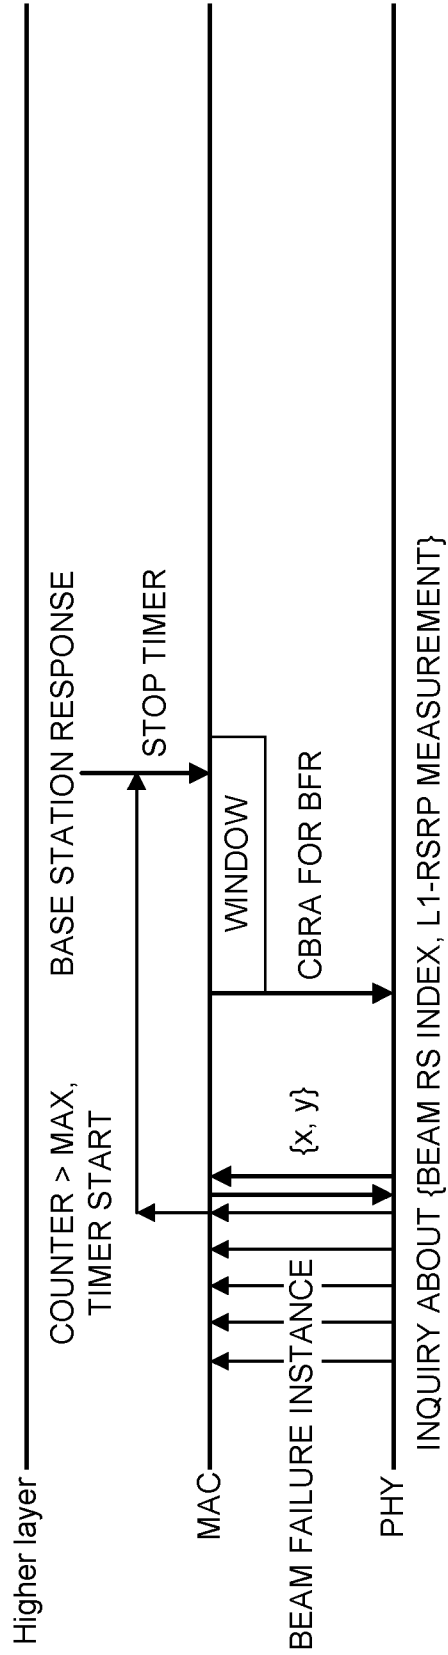 Higher layer
COUNTER > MAX,
TIMER START
BASE STATION RESPONSE
STOP TIMER
MAC
WINDOW
BEAM FAILURE INSTANCE
{x, y}
CBRA FOR BFR
PHY
INQUIRY ABOUT {BEAM RS INDEX, L1-RSRP MEASUREMENT}